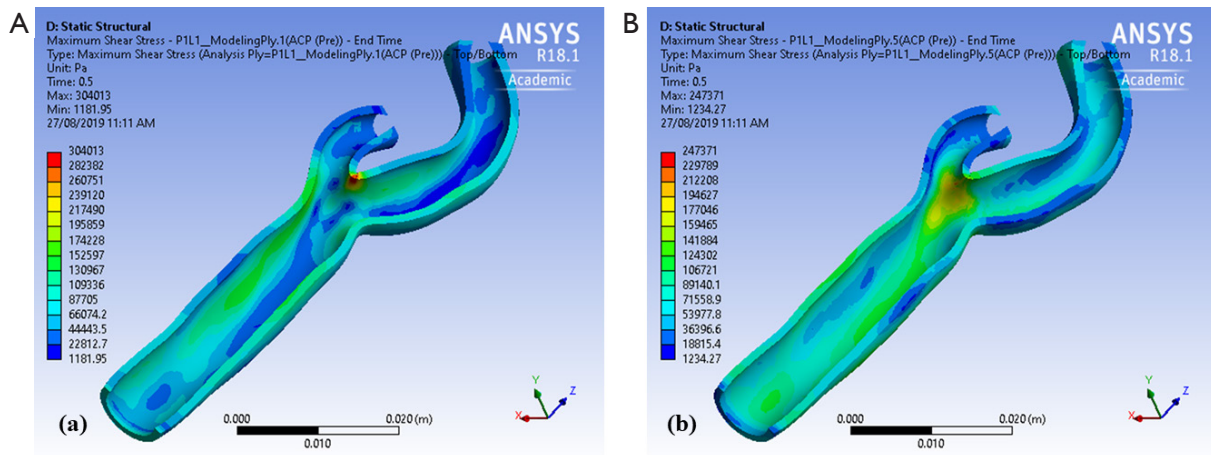 A
D: Static Structural
Maximum Shear Stress - P1L1__ModelingPly.1(ACP (Pre)) - End Time
Type: Maximum Shear Stress (Analysis Ply=P1L1__ModelingPly.1(ACP (Pre))) - Top/Bottom
Unit: Pa
Time: 0.5
Max: 304013
Min: 1181.95
27/08/2019 11:11 AM
ANSYS
R18.1
Academic
304013
282382
260751
239120
217490
195859
174228
152597
130967
109336
87705
66074.2
44443.5
22812.7
1181.95
Y
Z
X
0.000
0.020 (m)
0.010
(a)
B
D: Static Structural
Maximum Shear Stress - P1L1__ModelingPly.5(ACP (Pre)) - End Time
Type: Maximum Shear Stress (Analysis Ply=P1L1__ModelingPly.5(ACP (Pre))) - Top/Bottom
Unit: Pa
Time: 0.5
Max: 247371
Min: 1234.27
27/08/2019 11:11 AM
ANSYS
R18.1
Academic
247371
229789
212208
194627
177046
159465
141884
124302
106721
89140.1
71558.9
53977.8
36396.6
18815.4
1234.27
Y
Z
X
0.000
0.020 (m)
0.010
(b)